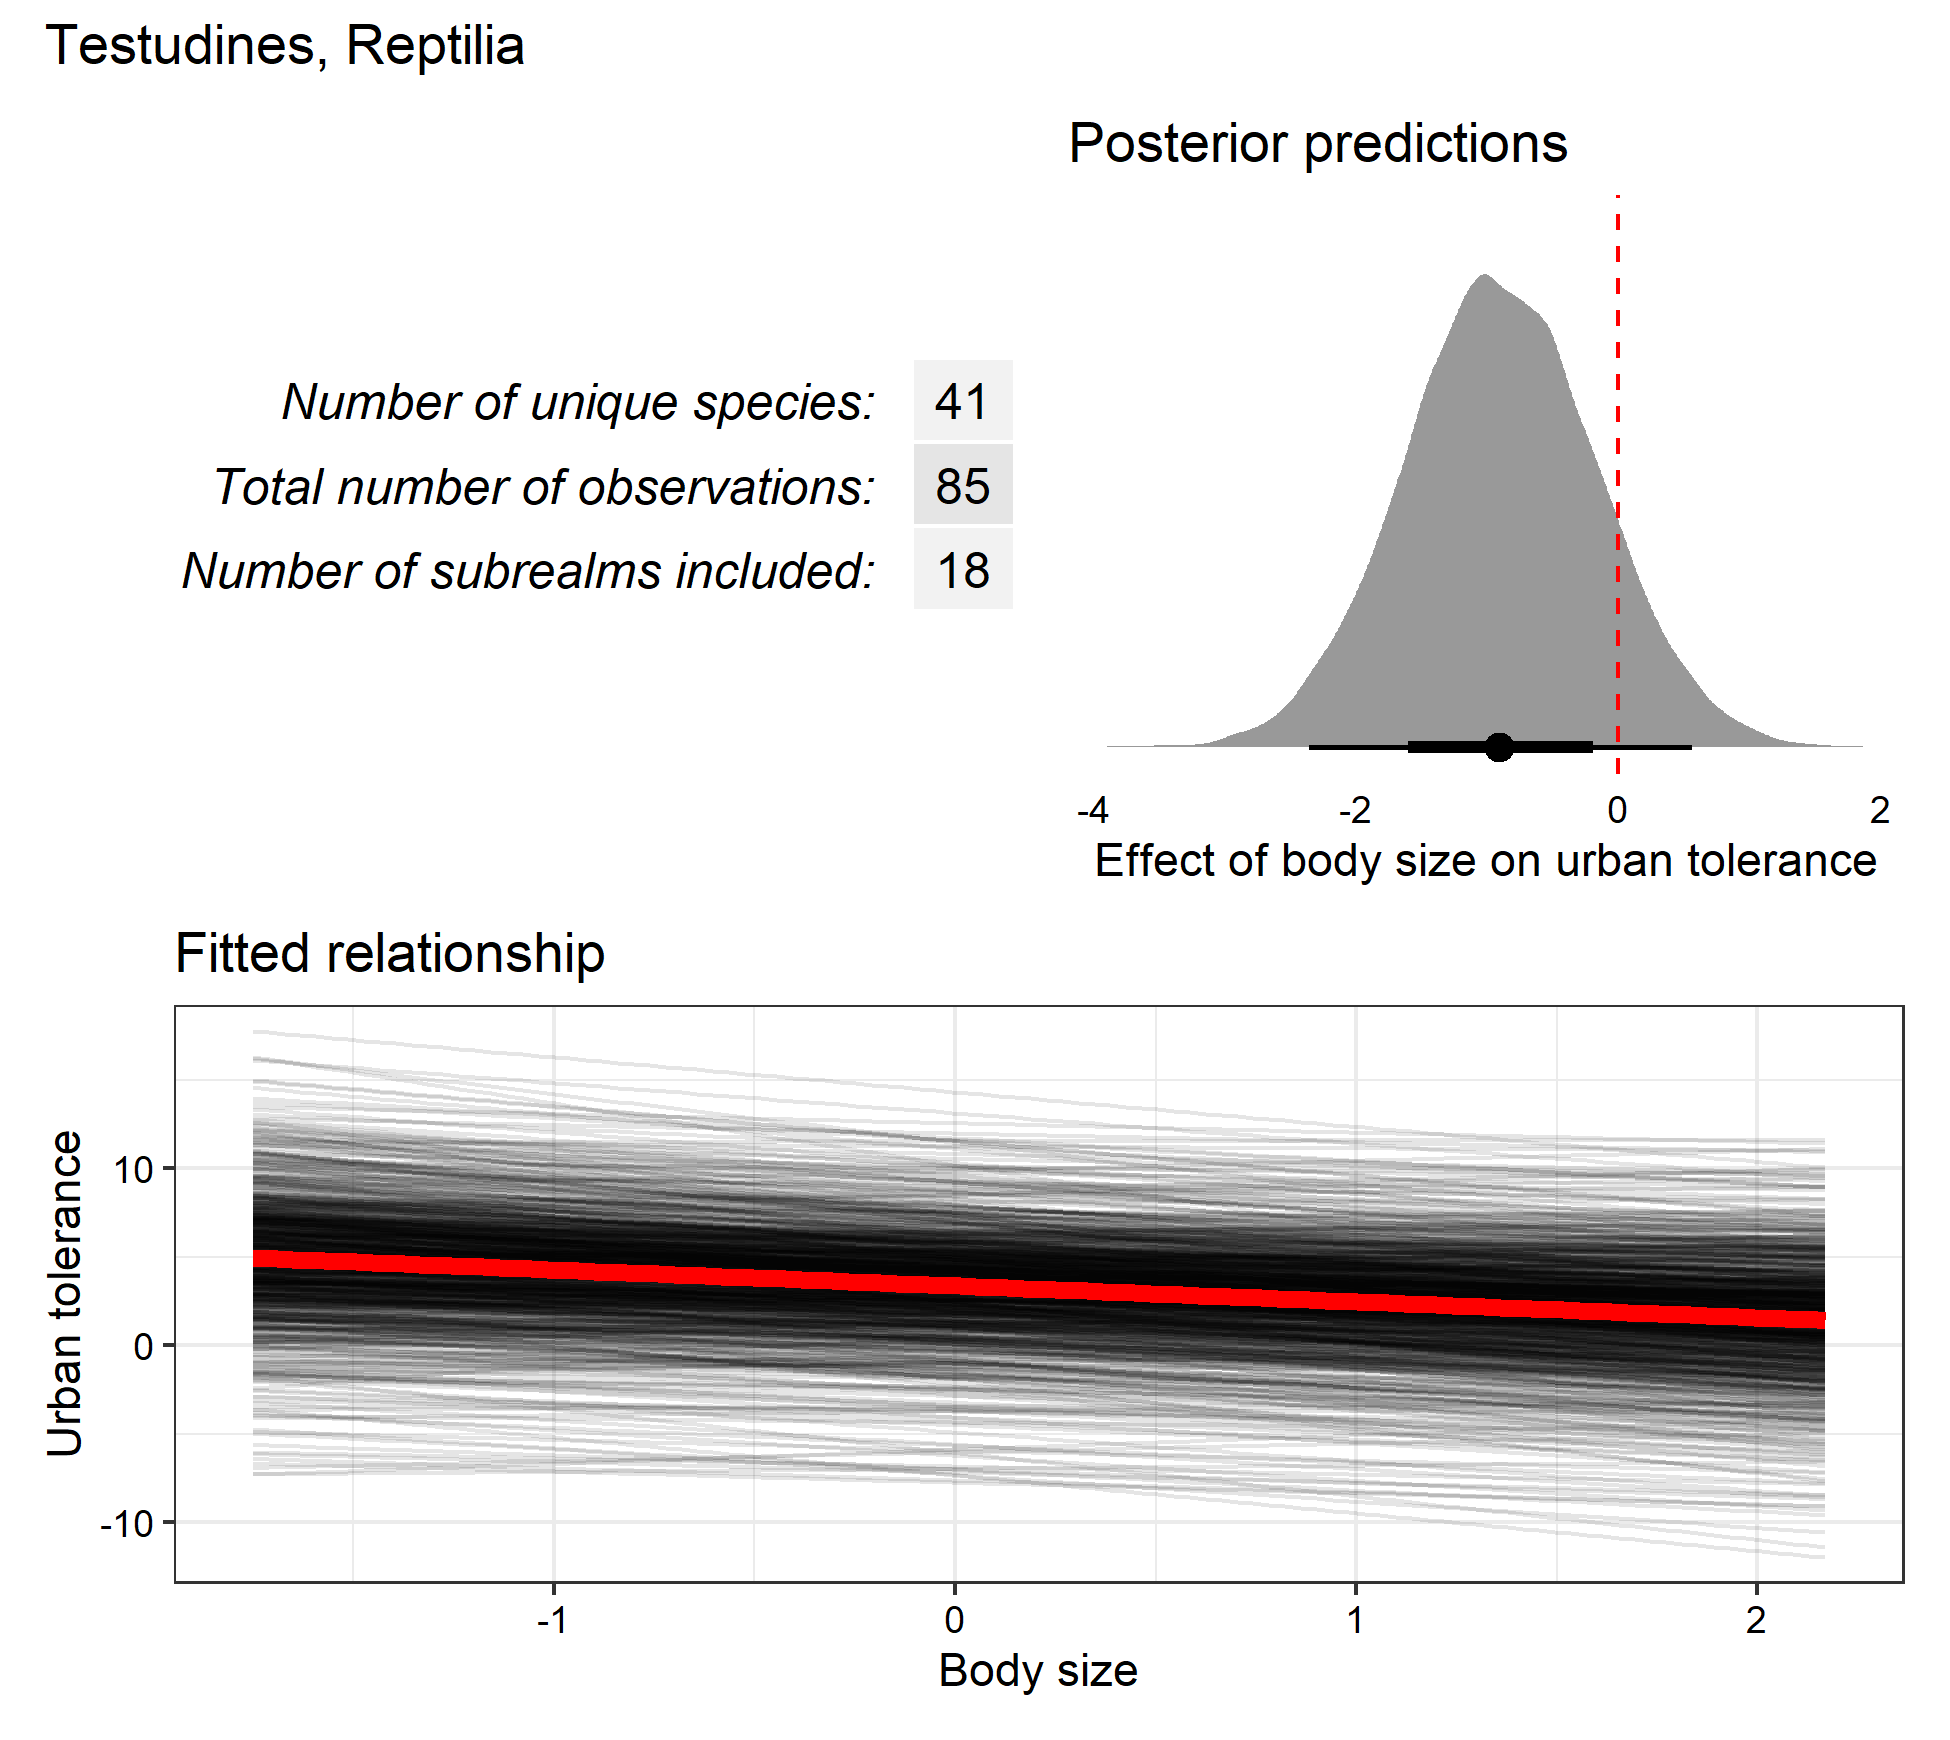 Testudines, Reptilia
Posterior predictions
Number of unique species: 41
Total number of observations: 85
Number of subrealms included: 18
-4 -2 0 2
Effect of body size on urban tolerance
Fitted relationship
Urban tolerance
10
0
-10
-1 0 1 2
Body size